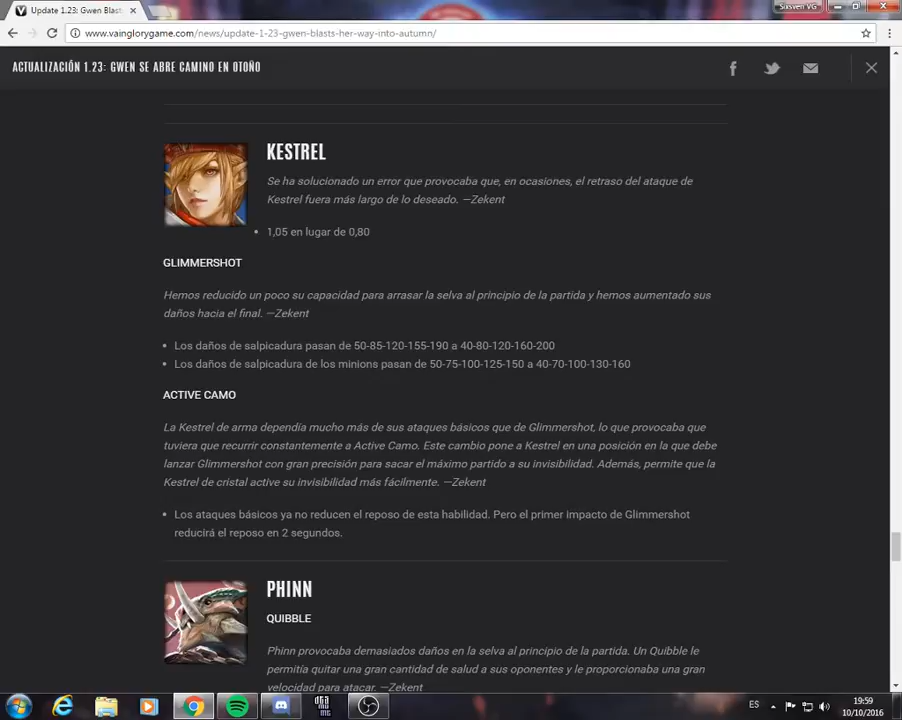 Update 1.23: Gwen Blasts
Sixsven VG
www.vainglorygame.com/news/update-1-23-gwen-blasts-her-way-into-autumn/
ACTUALIZACIÓN 1.23: GWEN SE ABRE CAMINO EN OTOÑO
KESTREL
Se ha solucionado un error que provocaba que, en ocasiones, el retraso del ataque de
Kestrel fuera más largo de lo deseado. —Zekent
• 1,05 en lugar de 0,80
GLIMMERSHOT
Hemos reducido un poco su capacidad para arrasar la selva al principio de la partida y hemos aumentado sus
daños hacia el final. —Zekent
• Los daños de salpicadura pasan de 50-85-120-155-190 a 40-80-120-160-200
• Los daños de salpicadura de los minions pasan de 50-75-100-125-150 a 40-70-100-130-160
ACTIVE CAMO
La Kestrel de arma dependía mucho más de sus ataques básicos que de Glimmershot, lo que provocaba que
tuviera que recurrir constantemente a Active Camo. Este cambio pone a Kestrel en una posición en la que debe
lanzar Glimmershot con gran precisión para sacar el máximo partido a su invisibilidad. Además, permite que la
Kestrel de cristal active su invisibilidad más fácilmente. —Zekent
• Los ataques básicos ya no reducen el reposo de esta habilidad. Pero el primer impacto de Glimmershot
reducirá el reposo en 2 segundos.
PHINN
QUIBBLE
Phinn provocaba demasiados daños en la selva al principio de la partida. Un Quibble le
permitía quitar una gran cantidad de salud a sus oponentes y le proporcionaba una gran
velocidad para atacar. —Zekent
ES
19:59
10/10/2016